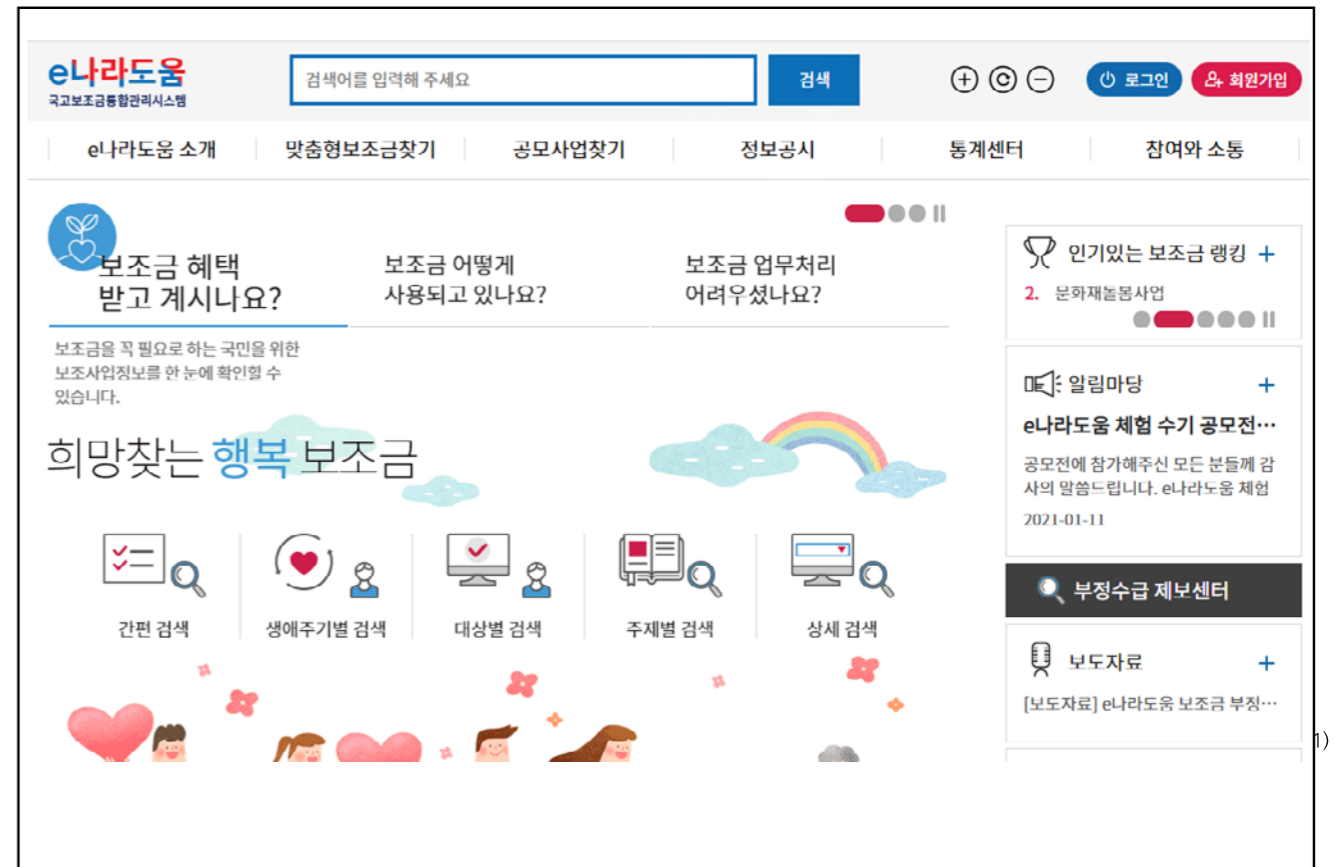 e나라도움
국고보조금통합관리시스템
검색어를 입력해 주세요
검색
로그인
회원가입
e나라도움 소개
맞춤형보조금찾기
공모사업찾기
정보공시
통계센터
참여와 소통
보조금 혜택
받고 계시나요?
보조금 어떻게
사용되고 있나요?
보조금 업무처리
어려우셨나요?
보조금을 꼭 필요로 하는 국민을 위한
보조사업정보를 한 눈에 확인할 수
있습니다.
희망찾는 행복 보조금
간편 검색
생애주기별 검색
대상별 검색
주제별 검색
상세 검색
인기있는 보조금 랭킹 +
2. 문화재돌봄사업
알림마당 +
e나라도움 체험 수기 공모전…
공모전에 참가해주신 모든 분들께 감
사의 말씀드립니다. e나라도움 체험
2021-01-11
부정수급 제보센터
보도자료 +
[보도자료] e나라도움 보조금 부정…
1)